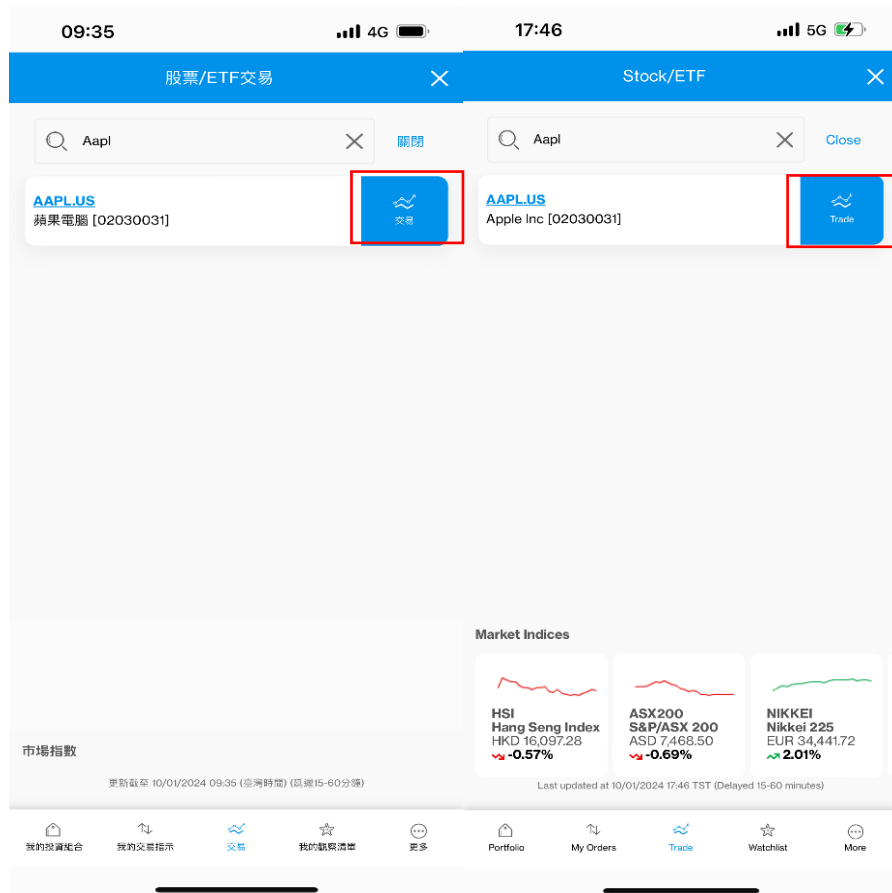 09:35
4G
股票/ETF交易
Aapl
關閉
AAPL.US
蘋果電腦 [02030031]
交易
市場指數
更新截至 10/01/2024 09:35 (臺灣時間) (延遲15-60分鐘)
我的投資組合
我的交易指示
交易
我的觀察清單
更多
17:46
5G
Stock/ETF
Aapl
Close
AAPL.US
Apple Inc [02030031]
Trade
Market Indices
HSI
Hang Seng Index
HKD 16,097.28
-0.57%
ASX200
S&P/ASX 200
ASD 7,468.50
-0.69%
NIKKEI
Nikkei 225
EUR 34,441.72
2.01%
Last updated at 10/01/2024 17:46 TST (Delayed 15-60 minutes)
Portfolio
My Orders
Trade
Watchlist
More